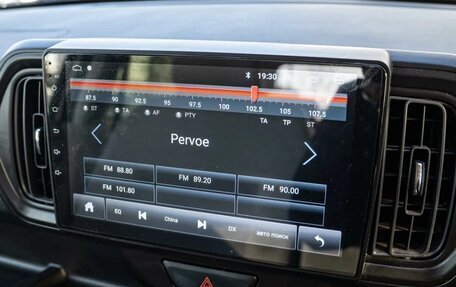 19:30
87.5 90 92.5 95 97.5 100 102.5 105 107.5
ST TA AF PTY TA TP ST
Pervoe
FM 88.80 FM 89.20 FM 90.00
FM 101.80
EQ China DX авто поиск